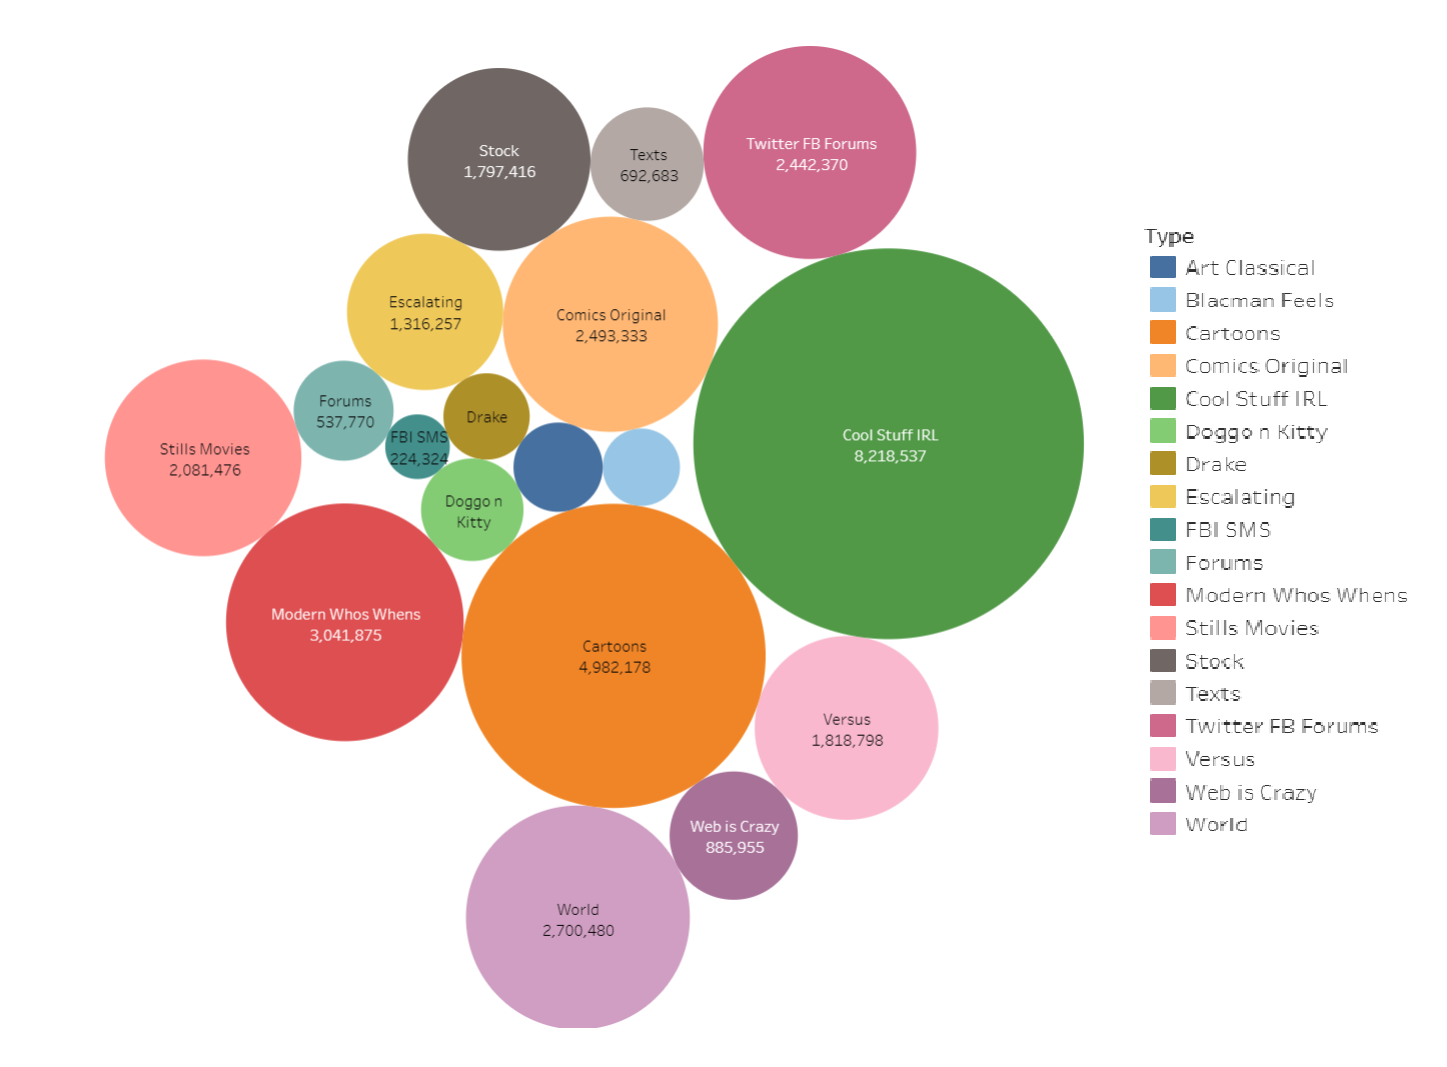 Stock
1,797,416
Texts
692,683
Twitter FB Forums
2,442,370
Escalating
1,316,257
Comics Original
2,493,333
Forums
537,770
Drake
FBI SMS
224,324
Stills Movies
2,081,476
Cool Stuff IRL
8,218,537
Doggo n
Kitty
Modern Whos Whens
3,041,875
Cartoons
4,982,178
Versus
1,818,798
Web is Crazy
885,955
World
2,700,480
Type
Art Classical
Blacman Feels
Cartoons
Comics Original
Cool Stuff IRL
Doggo n Kitty
Drake
Escalating
FBI SMS
Forums
Modern Whos Whens
Stills Movies
Stock
Texts
Twitter FB Forums
Versus
Web is Crazy
World